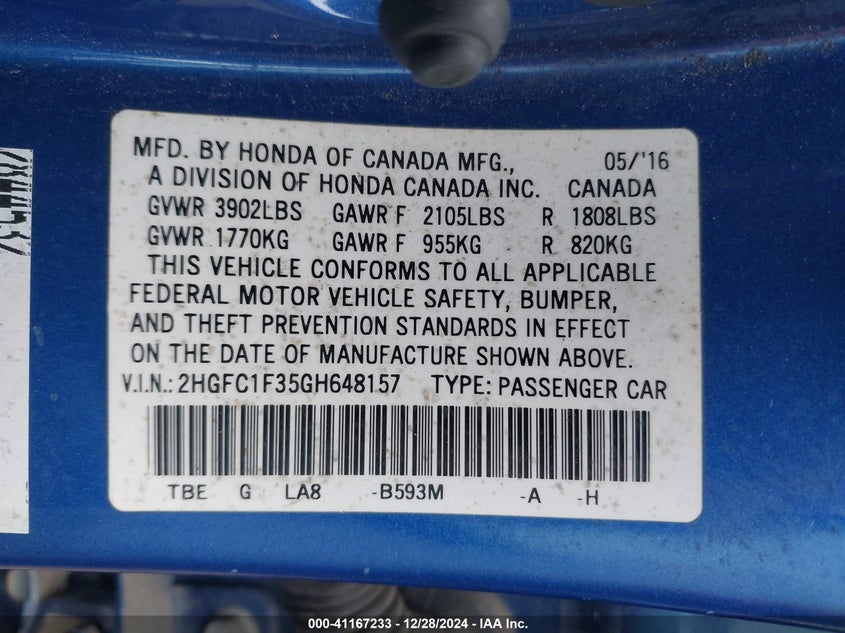 MFD. BY HONDA OF CANADA MFG., 05/'16
A DIVISION OF HONDA CANADA INC. CANADA
GVWR 3902LBS GAWR F 2105LBS R 1808LBS
GVWR 1770KG GAWR F 955KG R 820KG
THIS VEHICLE CONFORMS TO ALL APPLICABLE
FEDERAL MOTOR VEHICLE SAFETY, BUMPER,
AND THEFT PREVENTION STANDARDS IN EFFECT
ON THE DATE OF MANUFACTURE SHOWN ABOVE.
V.I.N.: 2HGFC1F35GH648157 TYPE: PASSENGER CAR
TBE G LA8 -B593M -A -H
000-41167233 - 12/28/2024 - IAA Inc.